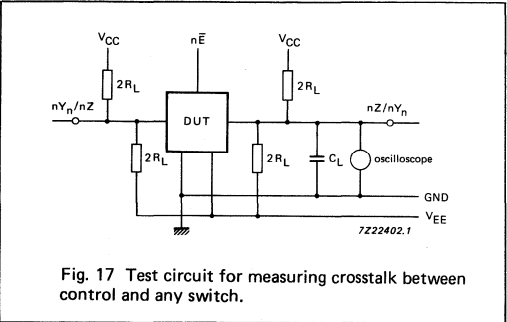 V_CC nE̅ V_CC
2R_L 2R_L
nY_n/nZ DUT nZ/nY_n
2R_L 2R_L C_L oscilloscope
GND
V_EE
7Z22402.1
Fig. 17 Test circuit for measuring crosstalk between
control and any switch.